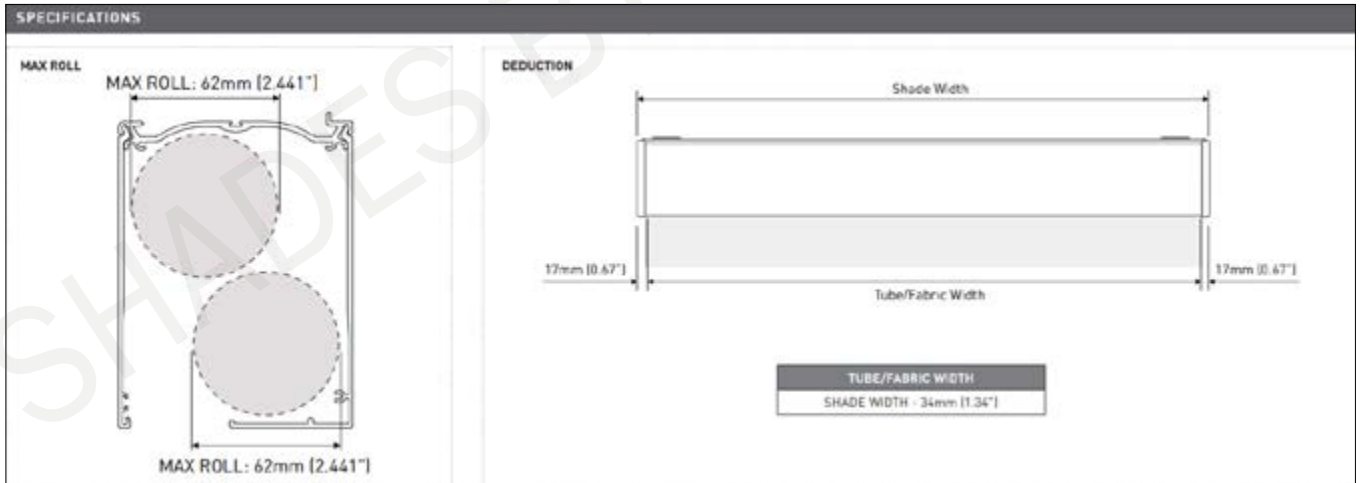 SPECIFICATIONS
MAX ROLL
MAX ROLL: 62mm (2.441")
MAX ROLL: 62mm (2.441")
DEDUCTION
Shade Width
17mm (0.67")
17mm (0.67")
Tube/Fabric Width
TUBE/FABRIC WIDTH
SHADE WIDTH - 34mm (1.34")
SHADES B